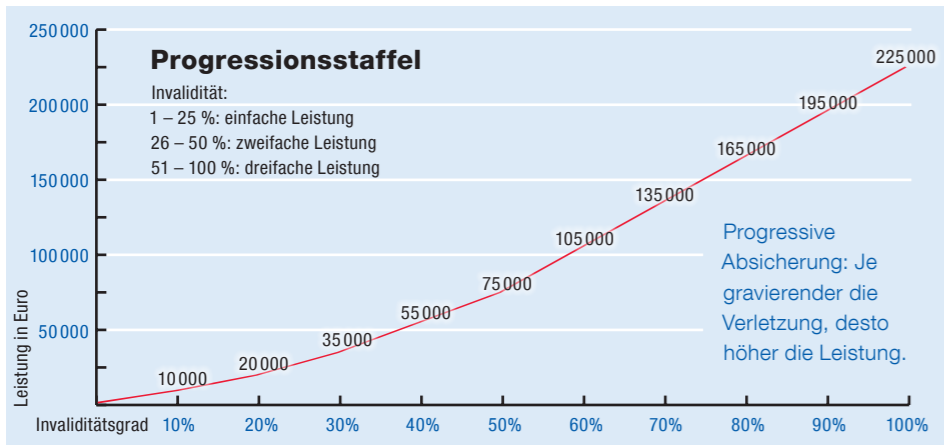 250 000
200 000
150 000
100 000
50 000
Leistung in Euro
Progressionsstaffel
Invalidität:
1 – 25 %: einfache Leistung
26 – 50 %: zweifache Leistung
51 – 100 %: dreifache Leistung
10 000
20 000
35 000
55 000
75 000
105 000
135 000
165 000
195 000
225 000
Progressive
Absicherung: Je
gravierender die
Verletzung, desto
höher die Leistung.
Invaliditätsgrad 10% 20% 30% 40% 50% 60% 70% 80% 90% 100%